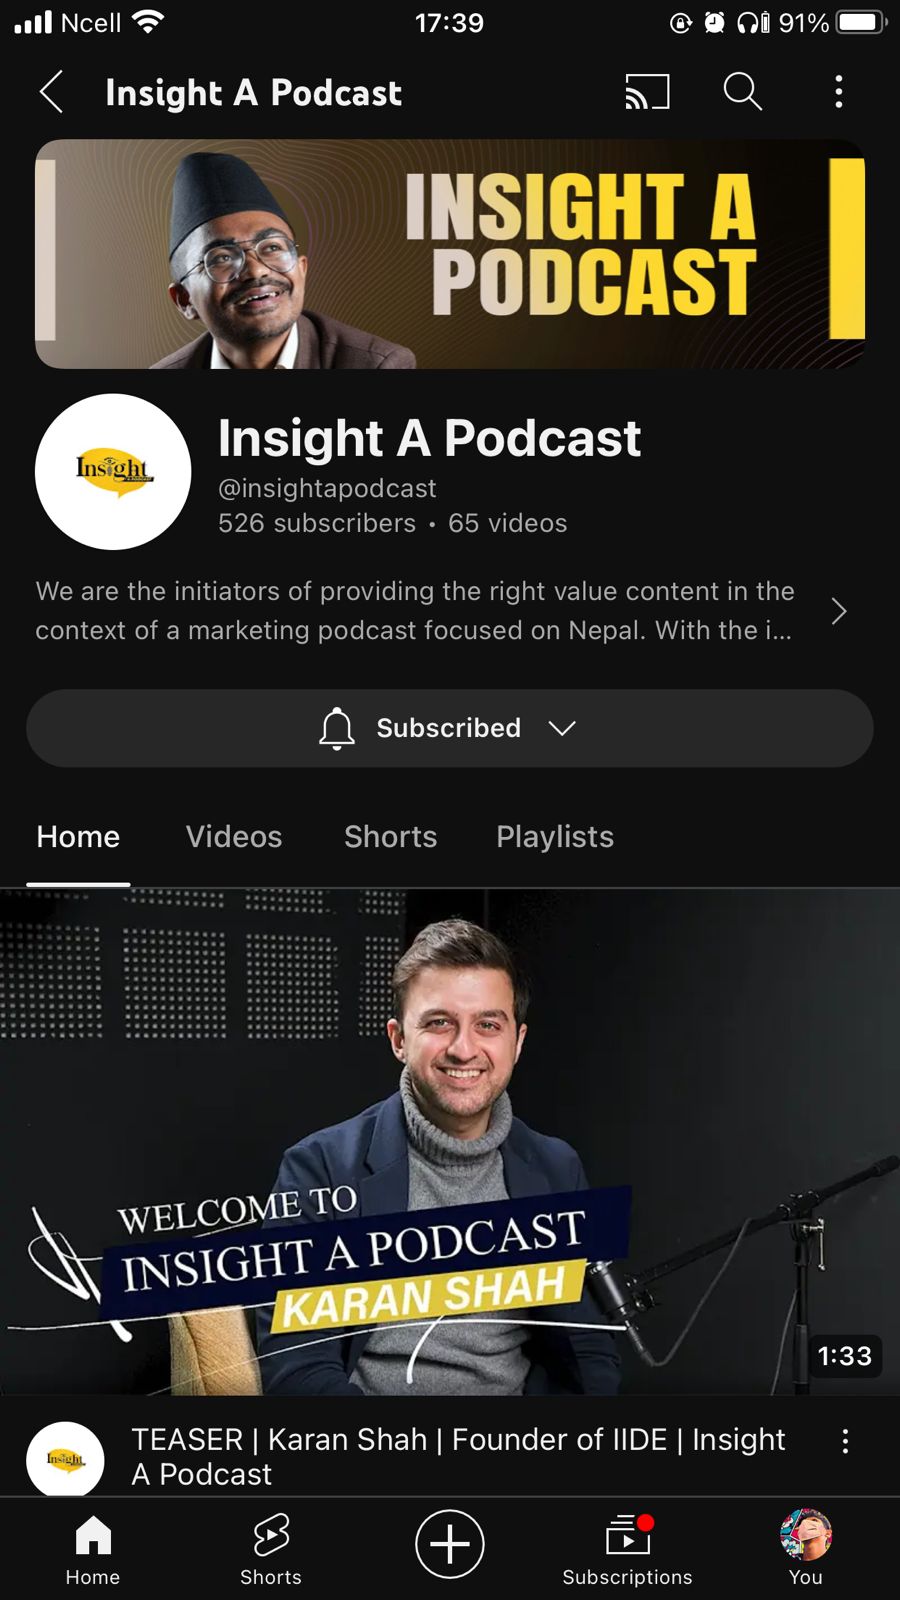 Ncell 17:39 91%
Insight A Podcast
INSIGHT A
PODCAST
Insight
Insight A Podcast
@insightapodcast
526 subscribers • 65 videos
We are the initiators of providing the right value content in the
context of a marketing podcast focused on Nepal. With the i...
Subscribed
Home Videos Shorts Playlists
WELCOME TO
INSIGHT A PODCAST
KARAN SHAH
1:33
Insight
TEASER | Karan Shah | Founder of IIDE | Insight
A Podcast
Home Shorts Subscriptions You